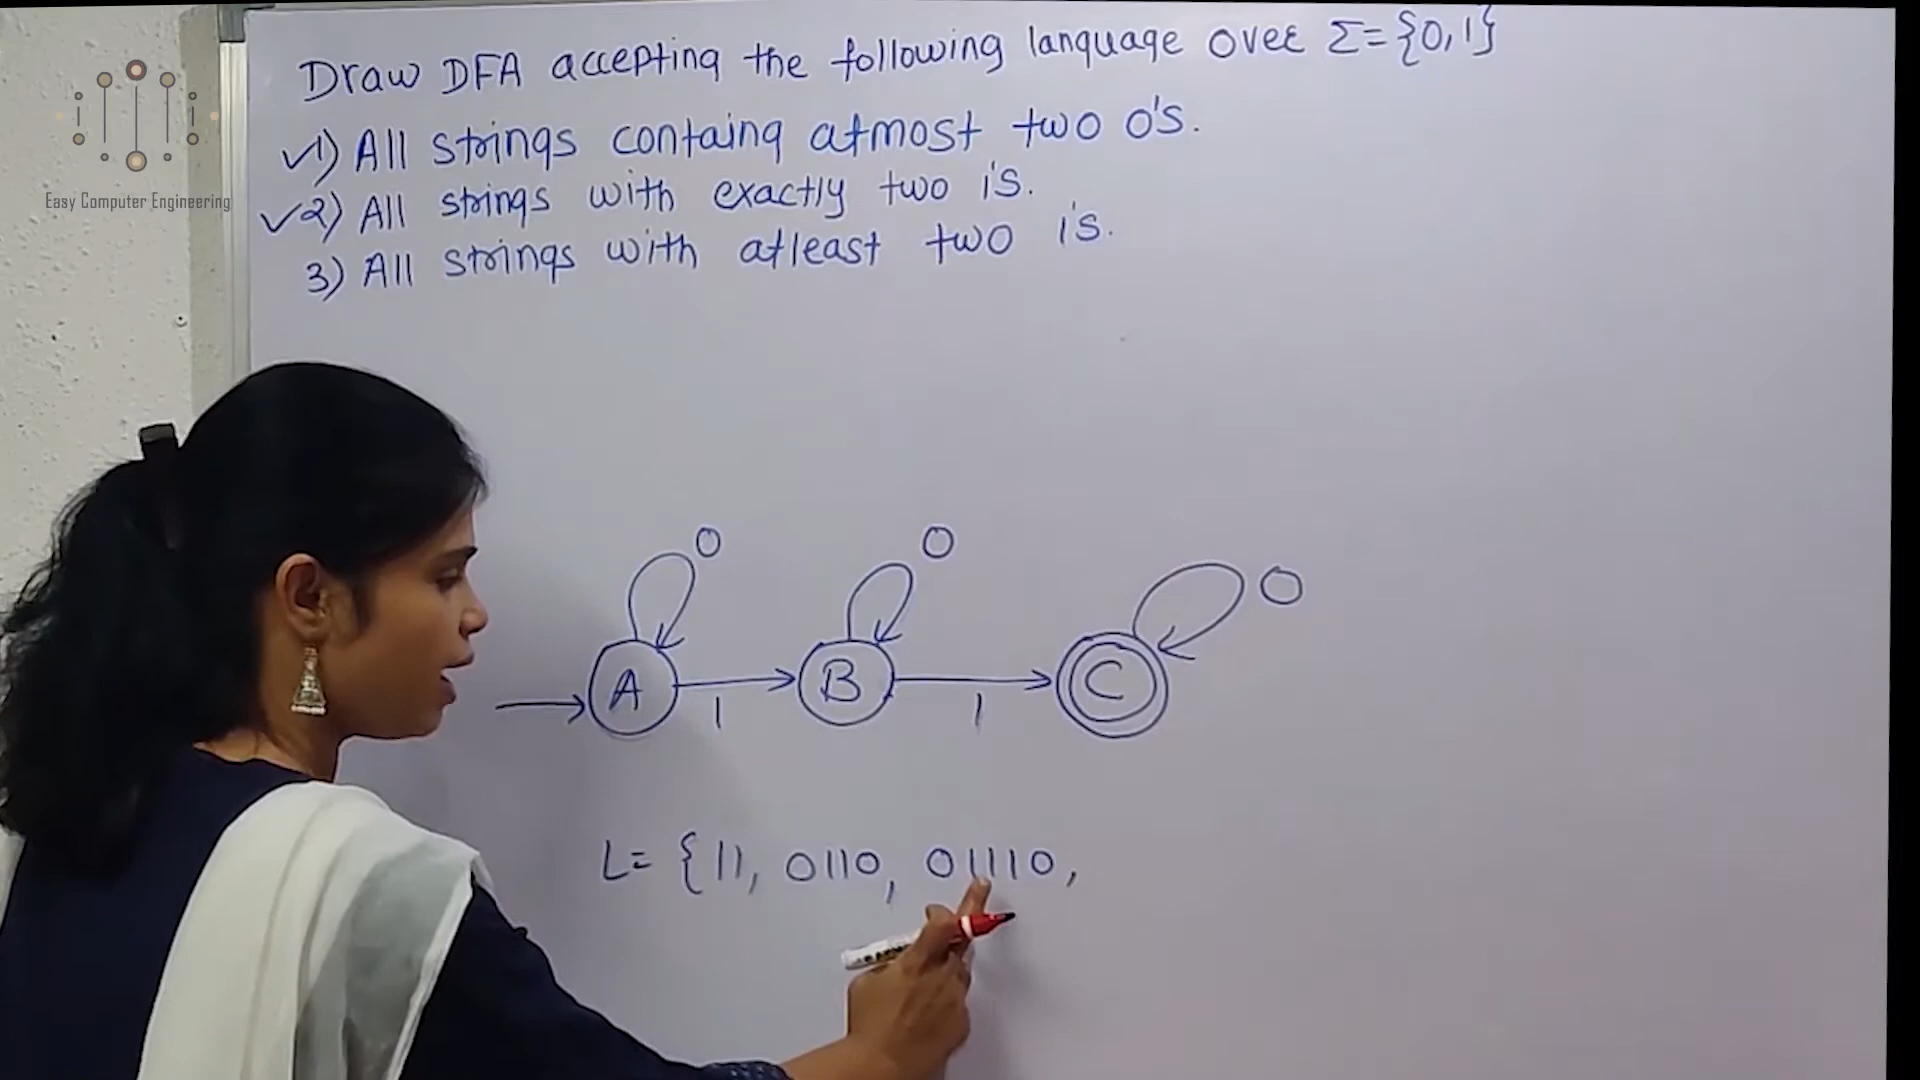 Draw DFA accepting the following language over Σ={0,1}
✓1) All strings containg atmost two 0's.
✓2) All strings with exactly two 1's.
3) All strings with atleast two 1's.
Easy Computer Engineering
0 0 0
A B C
1 1
L= {11, 0110, 01110,